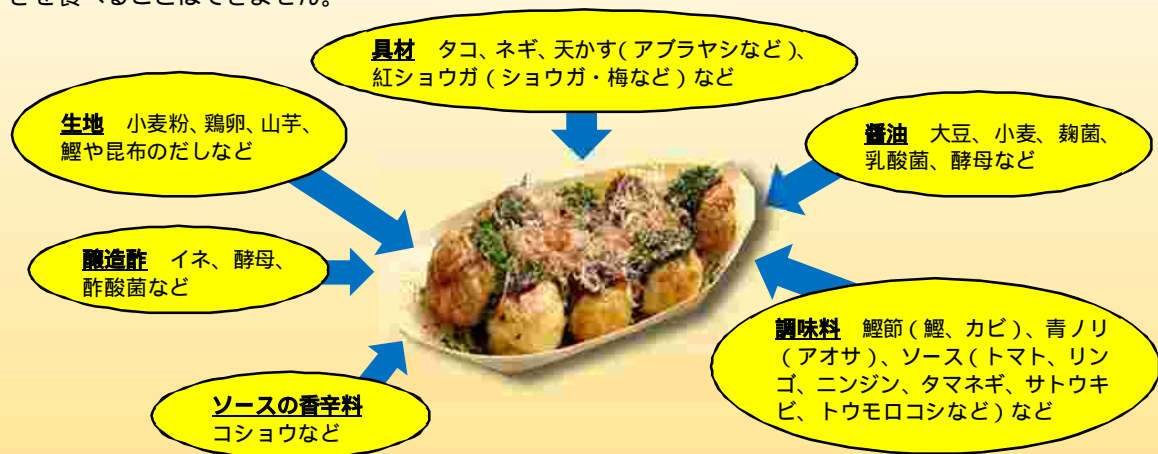 具材 タコ、ネギ、天かす(アブラヤシなど)、
紅ショウガ(ショウガ・梅など)など
生地 小麦粉、鶏卵、山芋、
鰹や昆布のだしなど
醤油 大豆、小麦、麹菌、
乳酸菌、酵母など
醸造酢 イネ、酵母、
酢酸菌など
調味料 鰹節(鰹、カビ)、青ノリ
(アオサ)、ソース(トマト、リン
ゴ、ニンジン、タマネギ、サトウキ
ビ、トウモロコシなど)など
ソースの香辛料
コショウなど